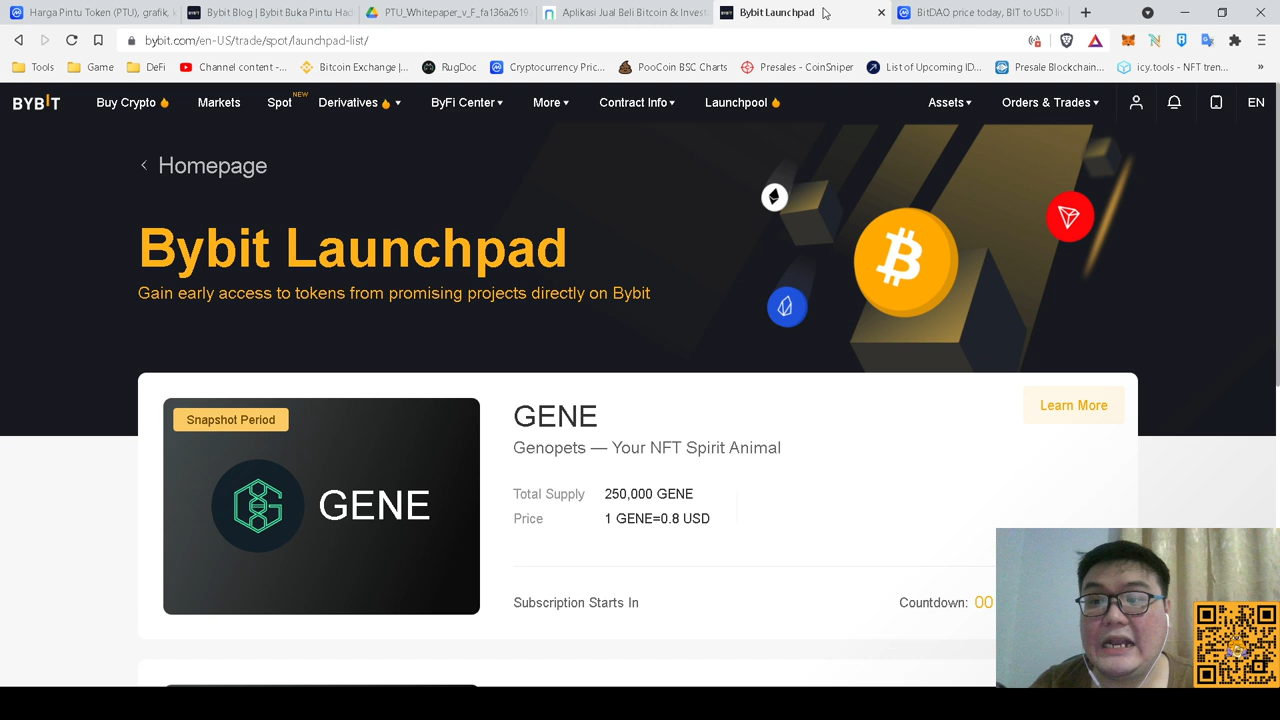 Harga Pintu Token (PTU), grafik, k
Bybit Blog | Bybit Buka Pintu Had
PTU_Whitepaper_v_F_fa136a2619
Aplikasi Jual Beli Bitcoin & Invest
Bybit Launchpad
BitDAO price today, BIT to USD liv
bybit.com/en-US/trade/spot/launchpad-list/
Tools
Game
DeFi
Channel content -...
Bitcoin Exchange |...
RugDoc
Cryptocurrency Pric...
PooCoin BSC Charts
Presales - CoinSniper
List of Upcoming ID...
Presale Blockchain...
icy.tools - NFT tren...
»
BYBIT
Buy Crypto
Markets
Spot
NEW
Derivatives
ByFi Center
More
Contract Info
Launchpool
Assets
Orders & Trades
EN
Homepage
Bybit Launchpad
Gain early access to tokens from promising projects directly on Bybit
Snapshot Period
GENE
GENE
Learn More
Genopets — Your NFT Spirit Animal
Total Supply 250,000 GENE
Price 1 GENE=0.8 USD
Subscription Starts In
Countdown: 00